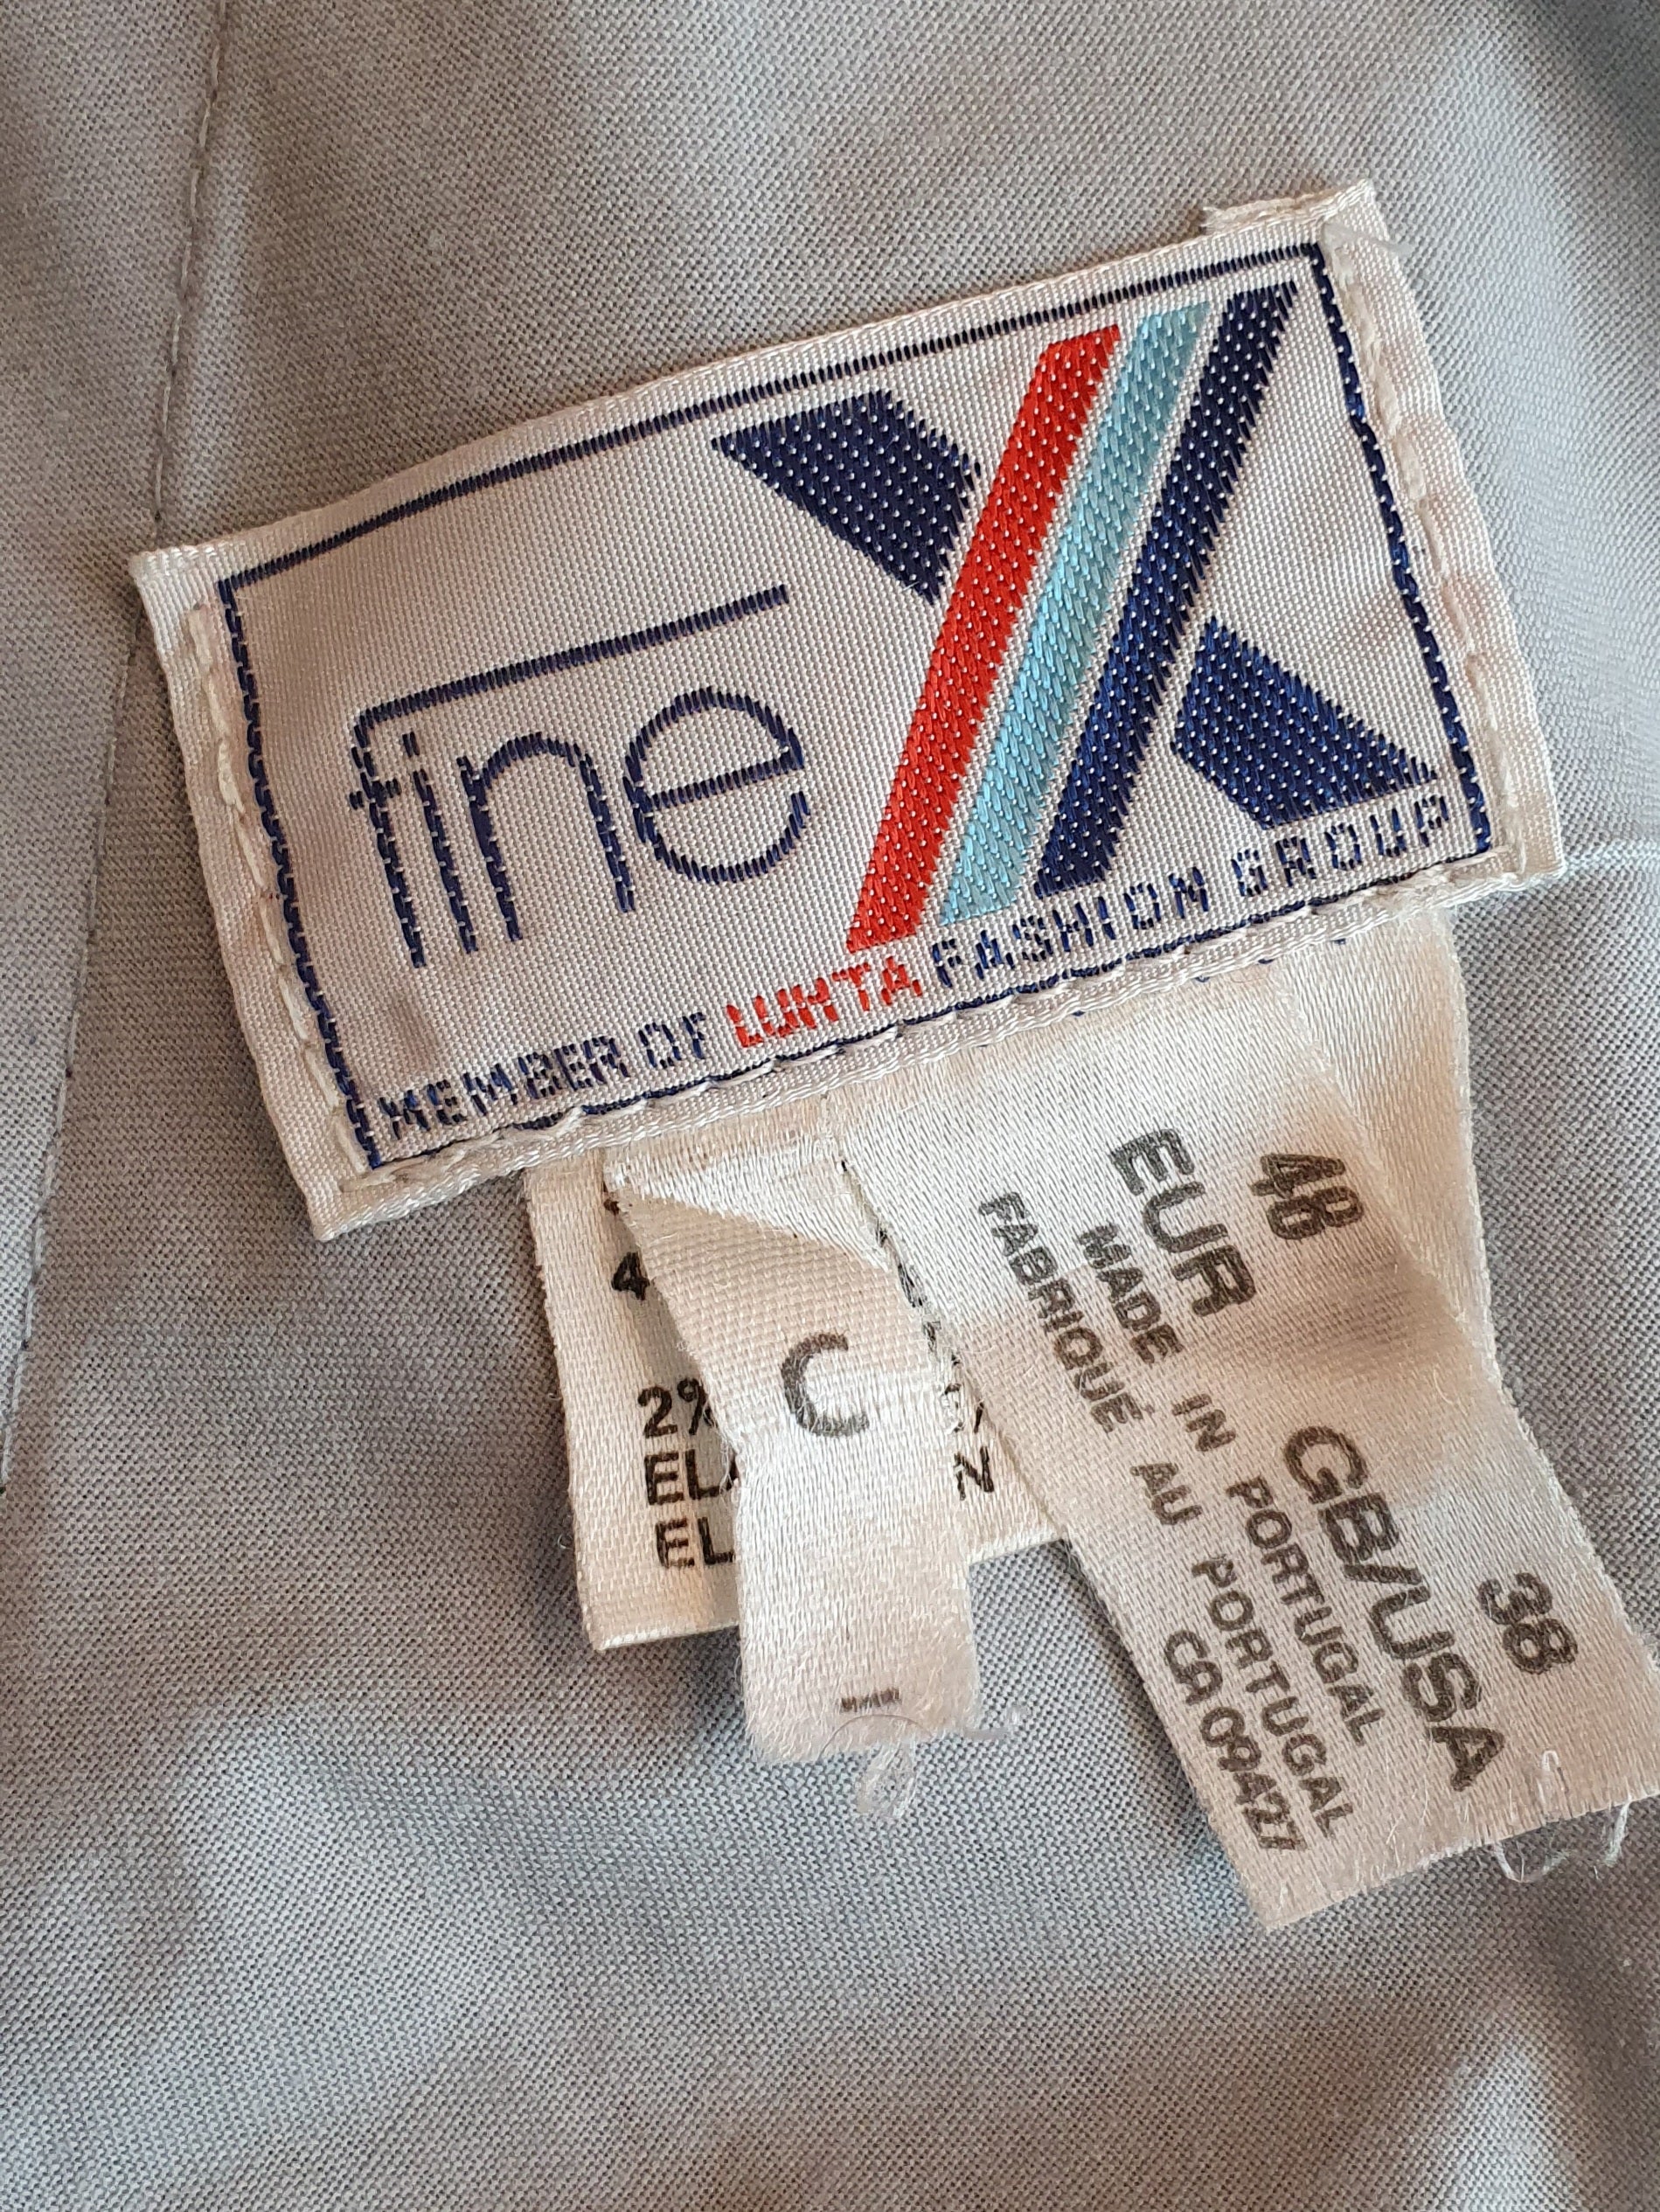 fine X
MEMBER OF LUHTA FASHION GROUP
4
2%
EL
N
EL
C
48
EUR
MADE IN PORTUGAL
FABRIQUÉ AU PORTUGAL
38
GB/USA
CA 09427